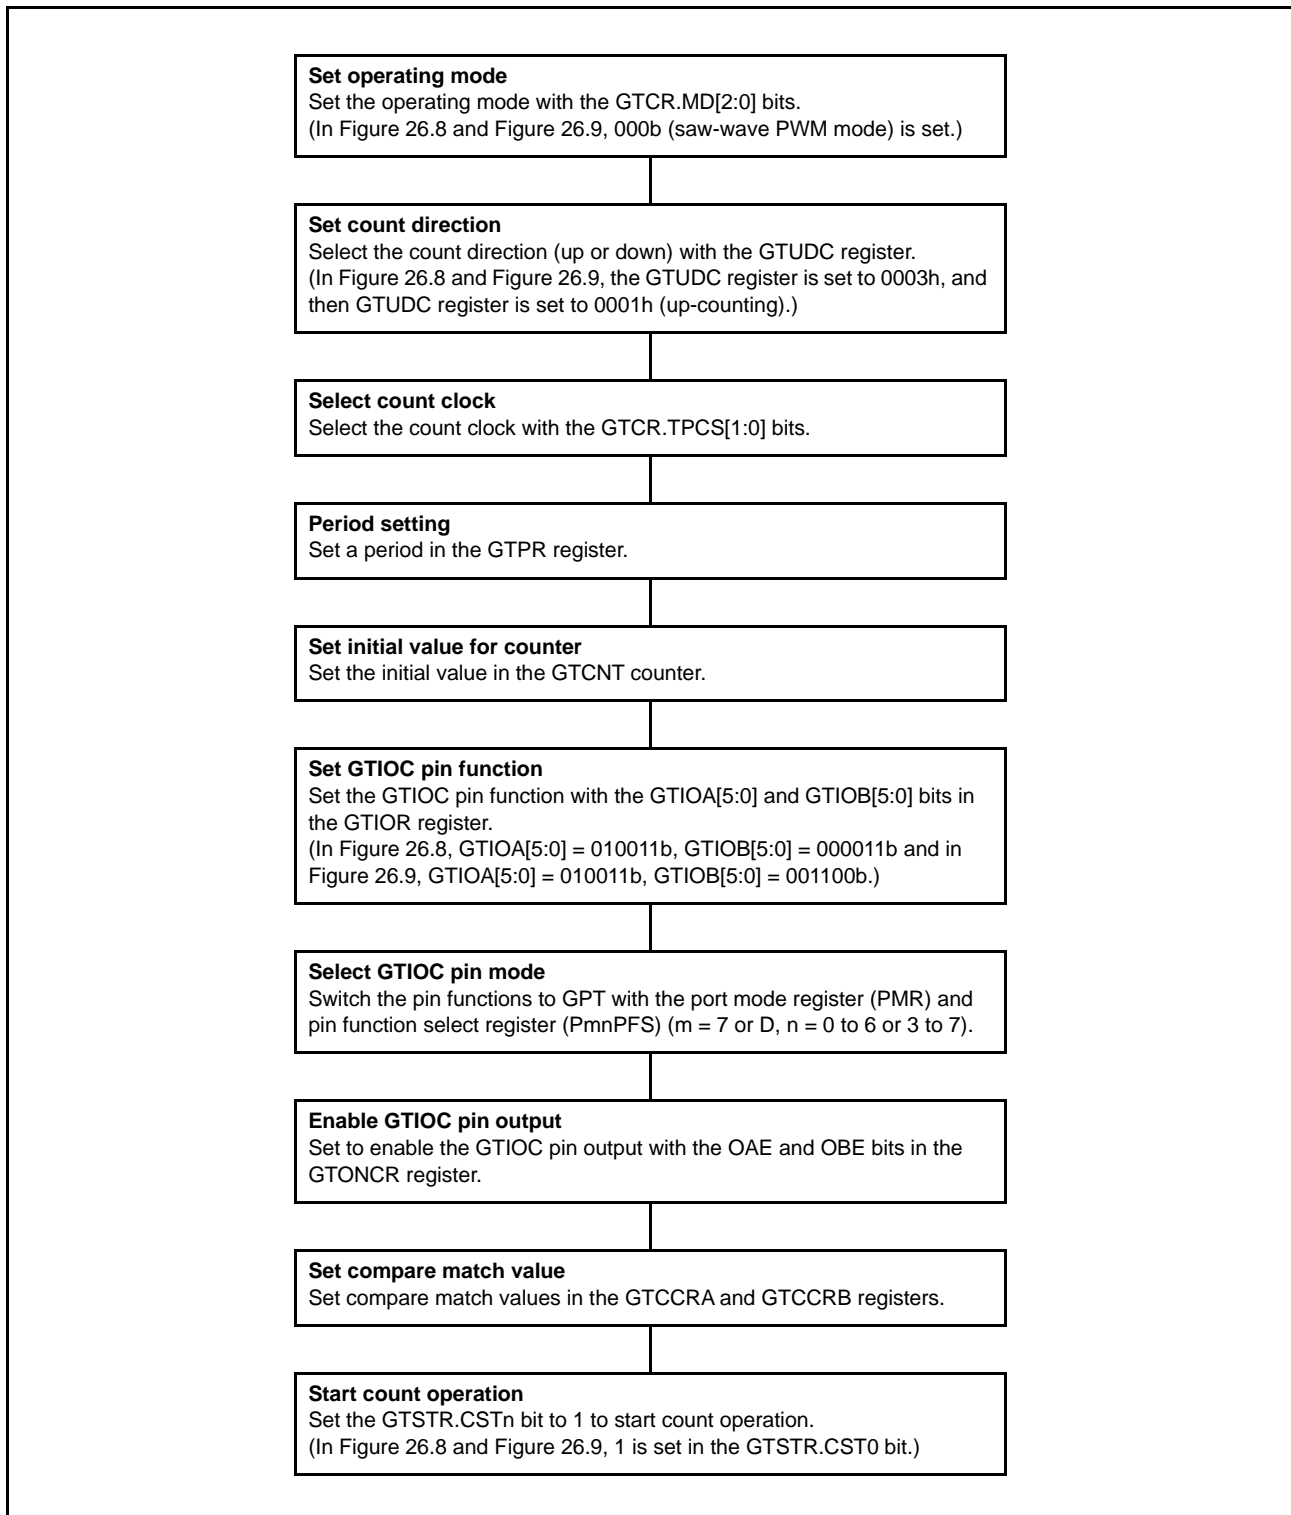 Set operating mode
Set the operating mode with the GTCR.MD[2:0] bits.
(In Figure 26.8 and Figure 26.9, 000b (saw-wave PWM mode) is set.)
Set count direction
Select the count direction (up or down) with the GTUDC register.
(In Figure 26.8 and Figure 26.9, the GTUDC register is set to 0003h, and
then GTUDC register is set to 0001h (up-counting).)
Select count clock
Select the count clock with the GTCR.TPCS[1:0] bits.
Period setting
Set a period in the GTPR register.
Set initial value for counter
Set the initial value in the GTCNT counter.
Set GTIOC pin function
Set the GTIOC pin function with the GTIOA[5:0] and GTIOB[5:0] bits in
the GTIOR register.
(In Figure 26.8, GTIOA[5:0] = 010011b, GTIOB[5:0] = 000011b and in
Figure 26.9, GTIOA[5:0] = 010011b, GTIOB[5:0] = 001100b.)
Select GTIOC pin mode
Switch the pin functions to GPT with the port mode register (PMR) and
pin function select register (PmnPFS) (m = 7 or D, n = 0 to 6 or 3 to 7).
Enable GTIOC pin output
Set to enable the GTIOC pin output with the OAE and OBE bits in the
GTONCR register.
Set compare match value
Set compare match values in the GTCCRA and GTCCRB registers.
Start count operation
Set the GTSTR.CSTn bit to 1 to start count operation.
(In Figure 26.8 and Figure 26.9, 1 is set in the GTSTR.CST0 bit.)